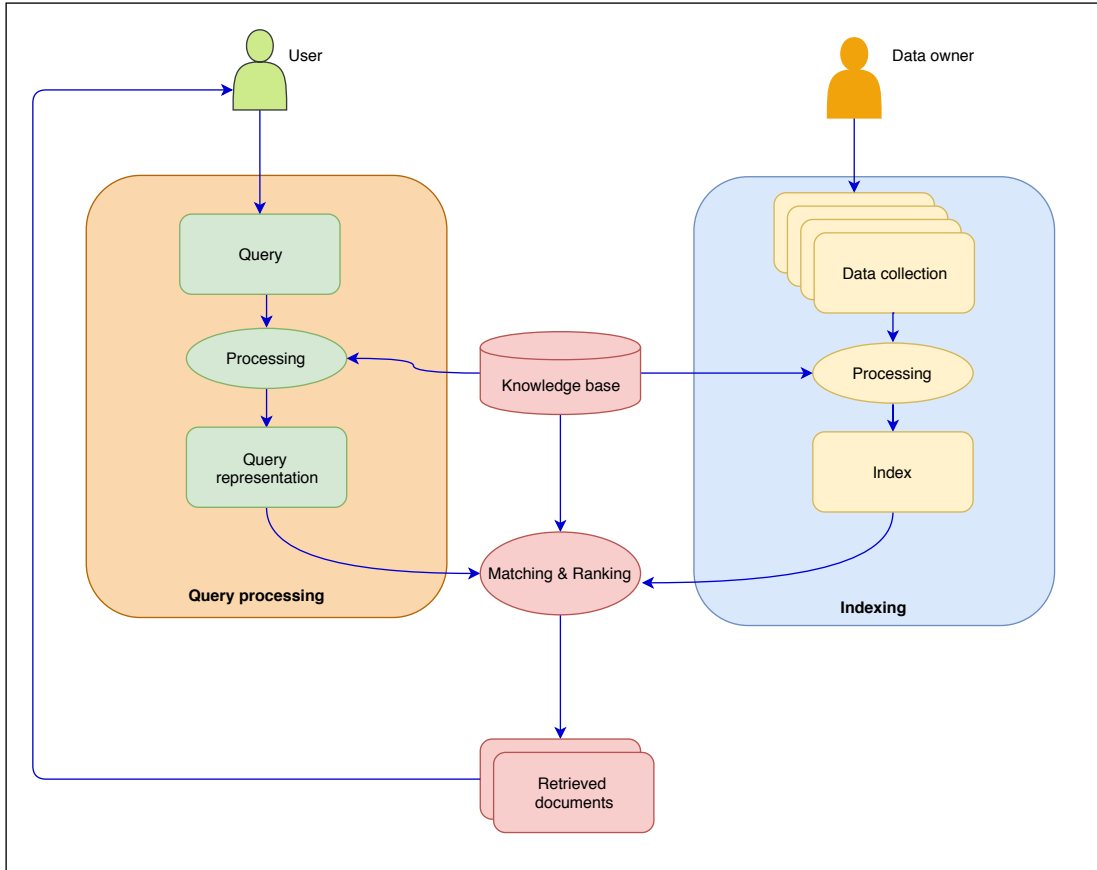 User
Data owner
Query
Data collection
Processing
Knowledge base
Processing
Query
representation
Index
Matching & Ranking
Query processing
Indexing
Retrieved
documents